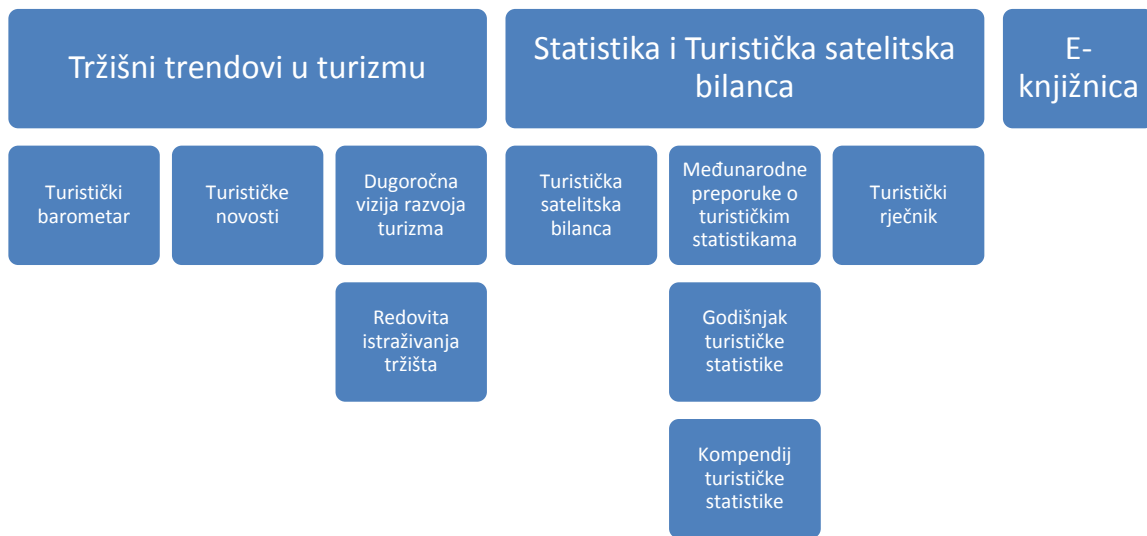 Tržišni trendovi u turizmu
Statistika i Turistička satelitska
bilanca
E-
knjižnica
Turistički
barometar
Turističke
novosti
Dugoročna
vizija razvoja
turizma
Turistička
satelitska
bilanca
Međunarodne
preporuke o
turističkim
statistikama
Turistički
rječnik
Redovita
istraživanja
tržišta
Godišnjak
turističke
statistike
Kompendij
turističke
statistike